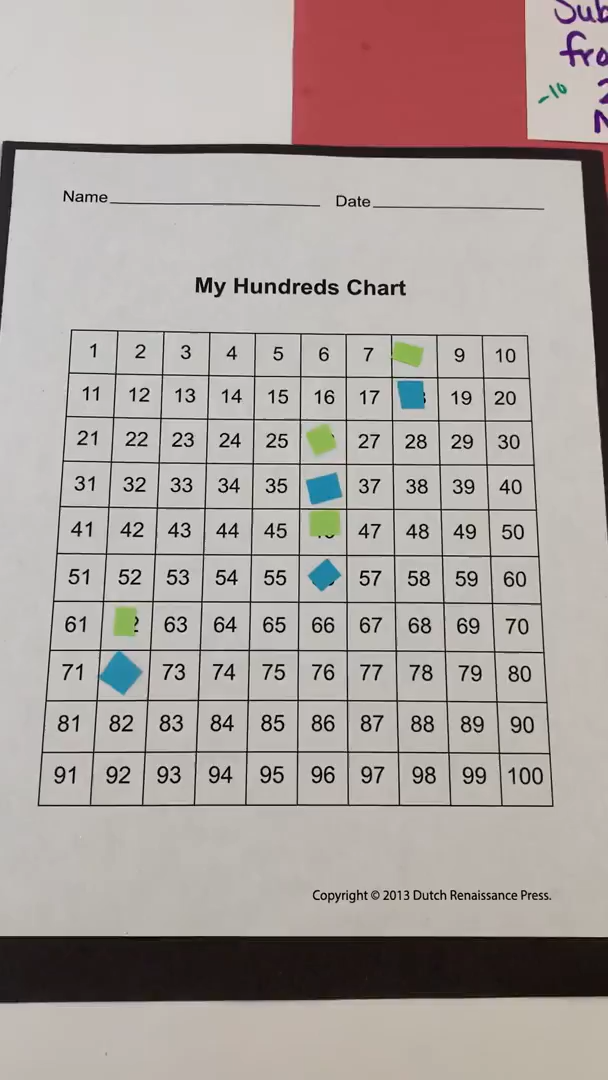 Sub
fro
-10
Name
Date
My Hundreds Chart
1 2 3 4 5 6 7 9 10
11 12 13 14 15 16 17 19 20
21 22 23 24 25 27 28 29 30
31 32 33 34 35 37 38 39 40
41 42 43 44 45 47 48 49 50
51 52 53 54 55 57 58 59 60
61 63 64 65 66 67 68 69 70
71 73 74 75 76 77 78 79 80
81 82 83 84 85 86 87 88 89 90
91 92 93 94 95 96 97 98 99 100
Copyright © 2013 Dutch Renaissance Press.